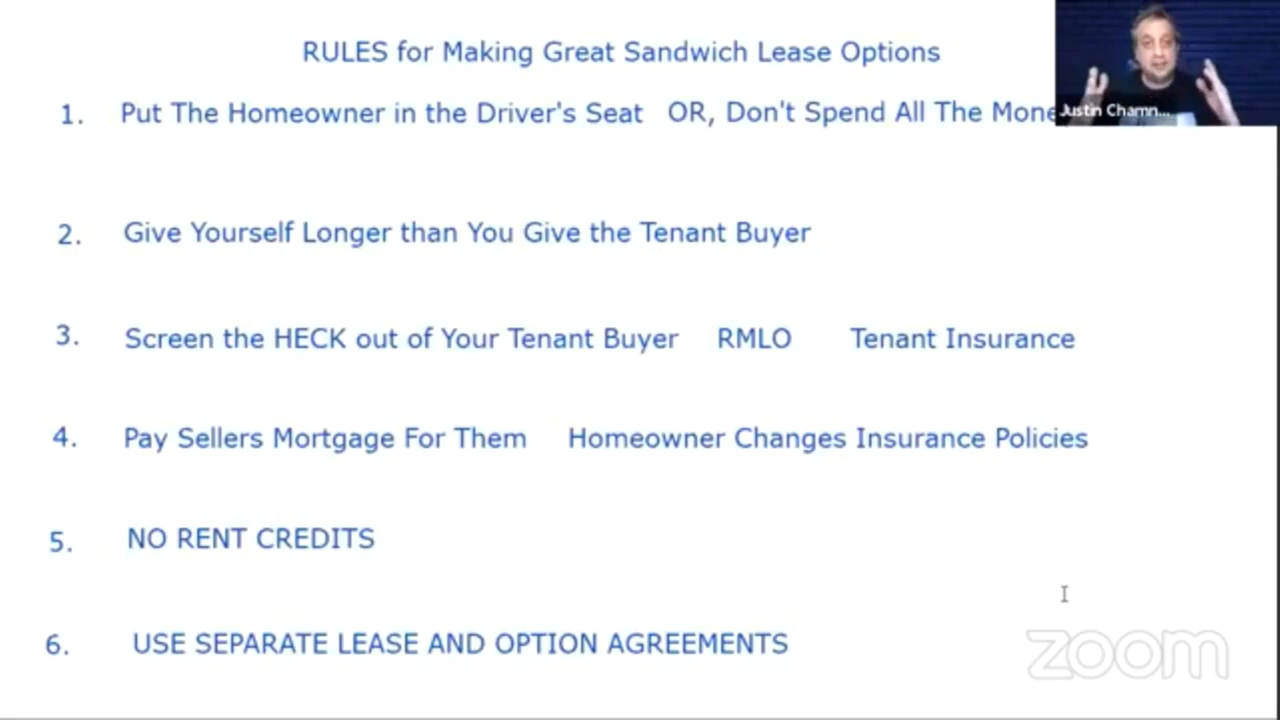 RULES for Making Great Sandwich Lease Options
1. Put The Homeowner in the Driver's Seat OR, Don't Spend All The Mone
Justin Chamn...
2. Give Yourself Longer than You Give the Tenant Buyer
3. Screen the HECK out of Your Tenant Buyer RMLO Tenant Insurance
4. Pay Sellers Mortgage For Them Homeowner Changes Insurance Policies
5. NO RENT CREDITS
6. USE SEPARATE LEASE AND OPTION AGREEMENTS
zoom